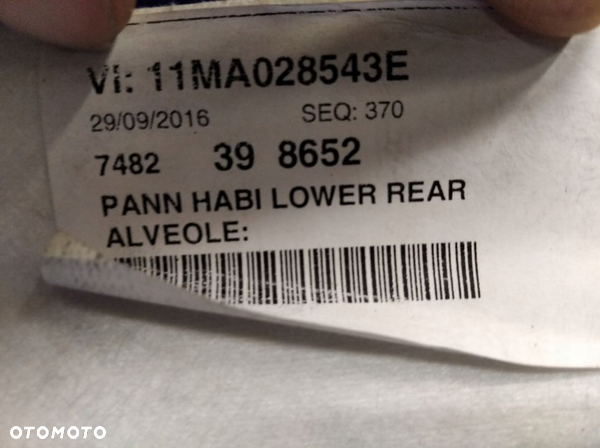 VI: 11MA028543E
29/09/2016 SEQ: 370
7482 39 8652
PANN HABI LOWER REAR
ALVEOLE:
OTOMOTO